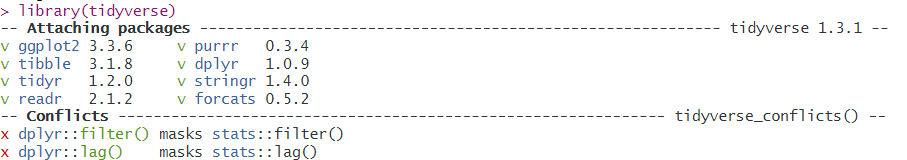 > library(tidyverse)
-- Attaching packages ------------------------------------------------------------------- tidyverse 1.3.1 --
v ggplot2 3.3.6     v purrr   0.3.4
v tibble  3.1.8     v dplyr   1.0.9
v tidyr   1.2.0     v stringr 1.4.0
v readr   2.1.2     v forcats 0.5.2
-- Conflicts ---------------------------------------------------------------------- tidyverse_conflicts() --
x dplyr::filter() masks stats::filter()
x dplyr::lag()    masks stats::lag()